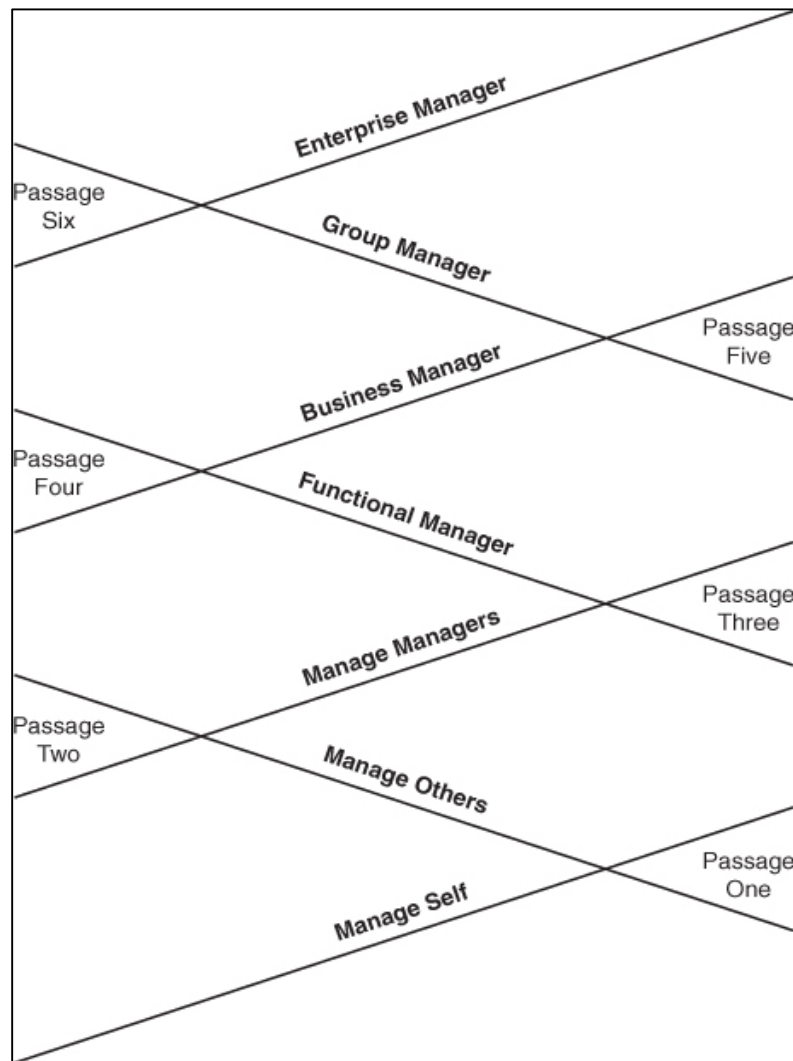 Enterprise Manager
Passage
Six
Group Manager
Passage
Five
Business Manager
Passage
Four
Functional Manager
Passage
Three
Manage Managers
Passage
Two
Manage Others
Passage
One
Manage Self